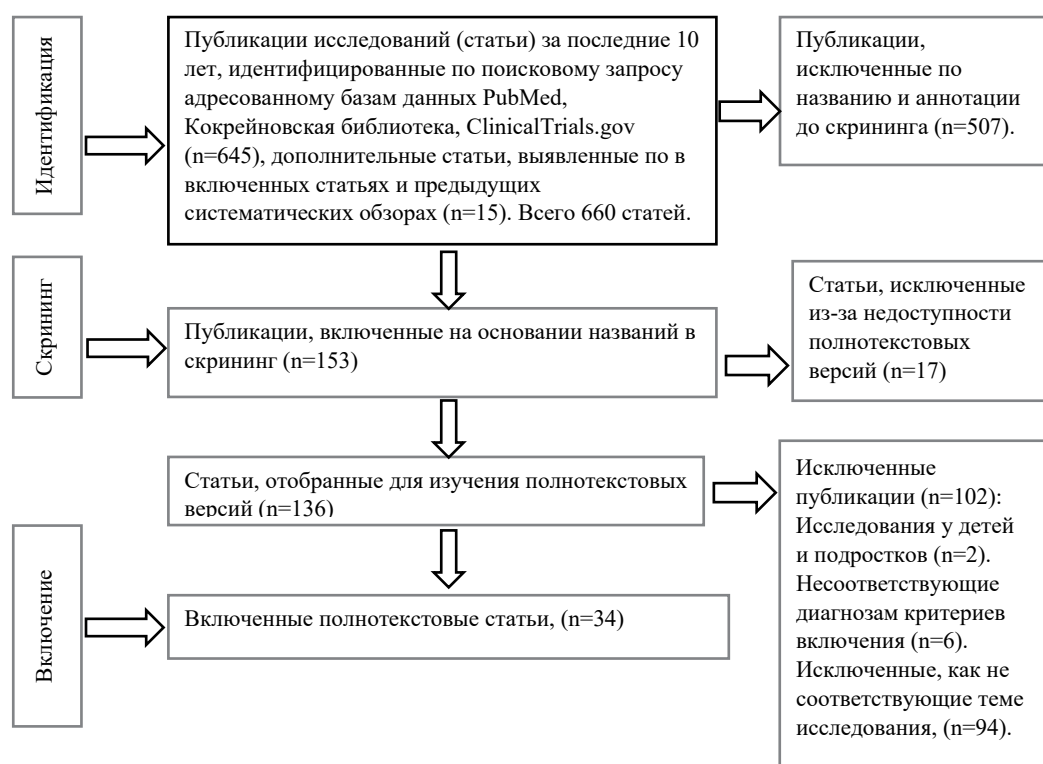 Идентификация
Публикации исследований (статьи) за последние 10
лет, идентифицированные по поисковому запросу
адресованному базам данных PubMed,
Кокрейновская библиотека, ClinicalTrials.gov
(n=645), дополнительные статьи, выявленные по в
включенных статьях и предыдущих
систематических обзорах (n=15). Всего 660 статей.
Публикации,
исключенные по
названию и аннотации
до скрининга (n=507).
Скрининг
Публикации, включенные на основании названий в
скрининг (n=153)
Статьи, исключенные
из-за недоступности
полнотекстовых
версий (n=17)
Статьи, отобранные для изучения полнотекстовых
версий (n=136)
Исключенные
публикации (n=102):
Исследования у детей
и подростков (n=2).
Несоответствующие
диагнозам критериев
включения (n=6).
Исключенные, как не
соответствующие теме
исследования, (n=94).
Включение
Включенные полнотекстовые статьи, (n=34)